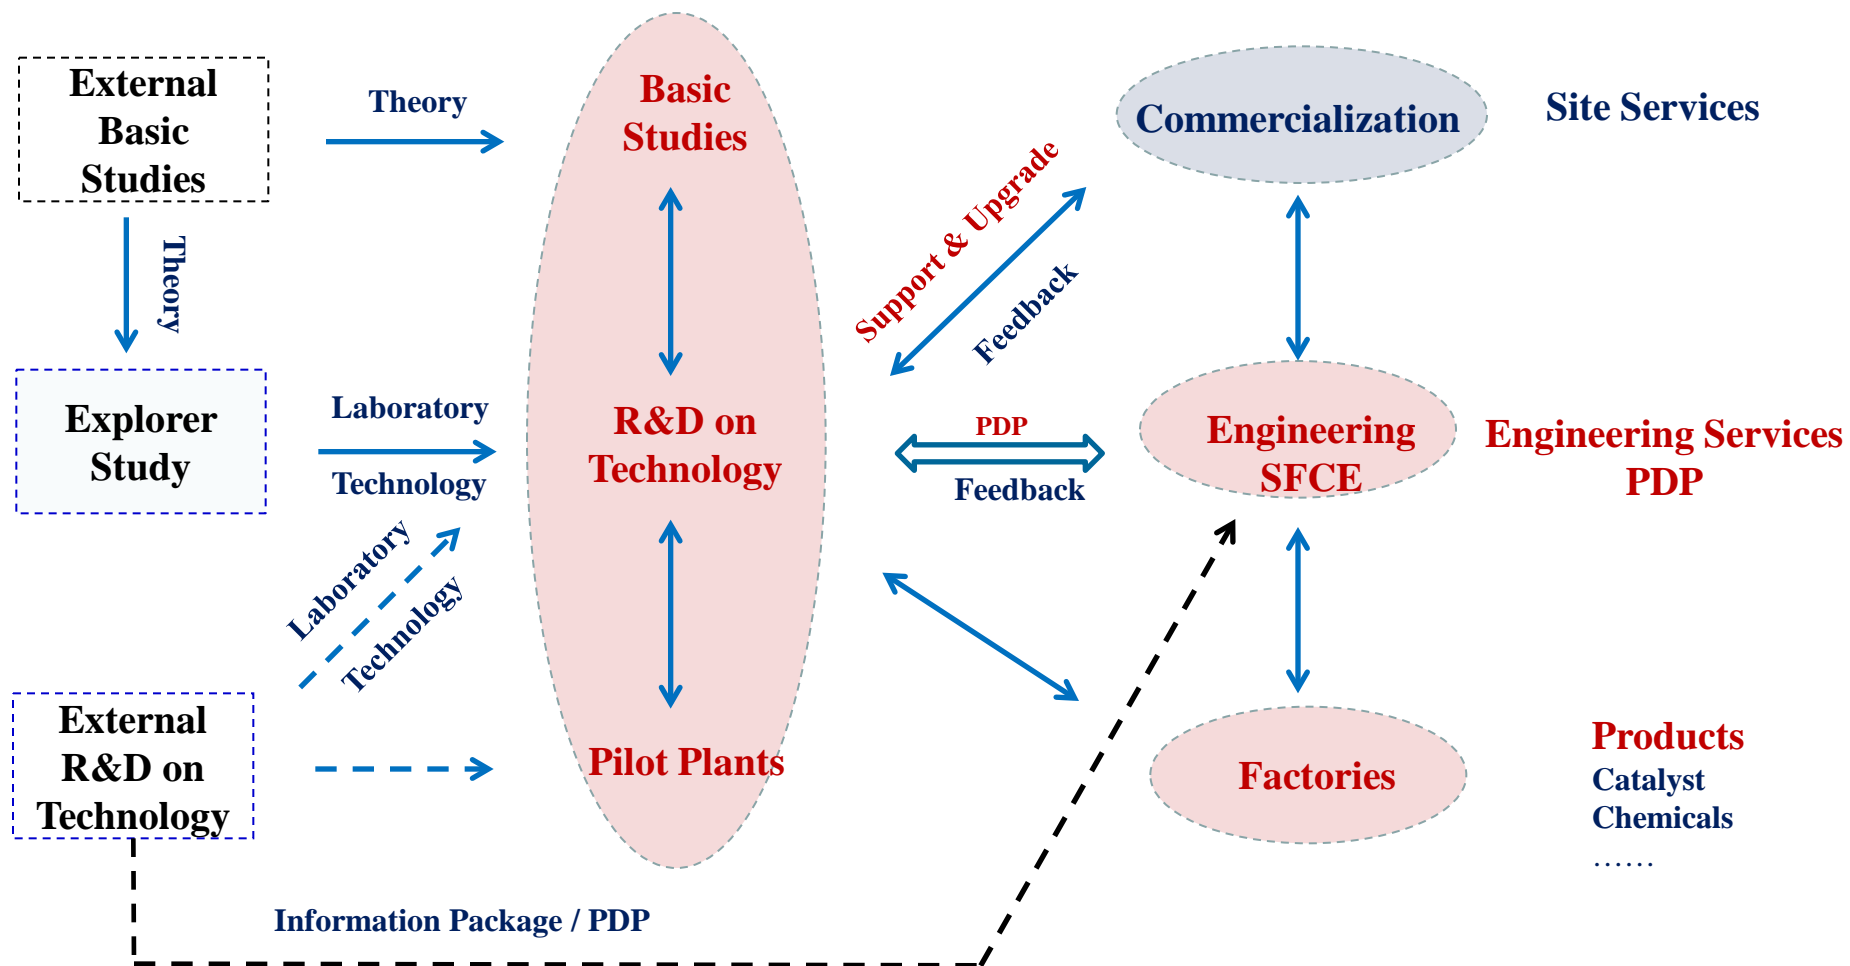 External
Basic
Studies
Theory
Theory
Explorer
Study
Laboratory
Technology
Laboratory
Technology
External
R&D on
Technology
Information Package / PDP
Basic
Studies
R&D on
Technology
Pilot Plants
Support & Upgrade
Feedback
PDP
Feedback
Commercialization
Site Services
Engineering
SFCE
Engineering Services
PDP
Factories
Products
Catalyst
Chemicals
……